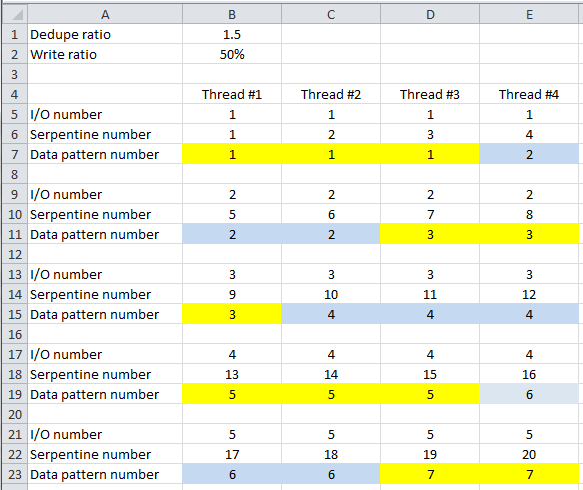 A B C D E
1 Dedupe ratio 1.5
2 Write ratio 50%
3
4 Thread #1 Thread #2 Thread #3 Thread #4
5 I/O number 1 1 1 1
6 Serpentine number 1 2 3 4
7 Data pattern number 1 1 1 2
8
9 I/O number 2 2 2 2
10 Serpentine number 5 6 7 8
11 Data pattern number 2 2 3 3
12
13 I/O number 3 3 3 3
14 Serpentine number 9 10 11 12
15 Data pattern number 3 4 4 4
16
17 I/O number 4 4 4 4
18 Serpentine number 13 14 15 16
19 Data pattern number 5 5 5 6
20
21 I/O number 5 5 5 5
22 Serpentine number 17 18 19 20
23 Data pattern number 6 6 7 7